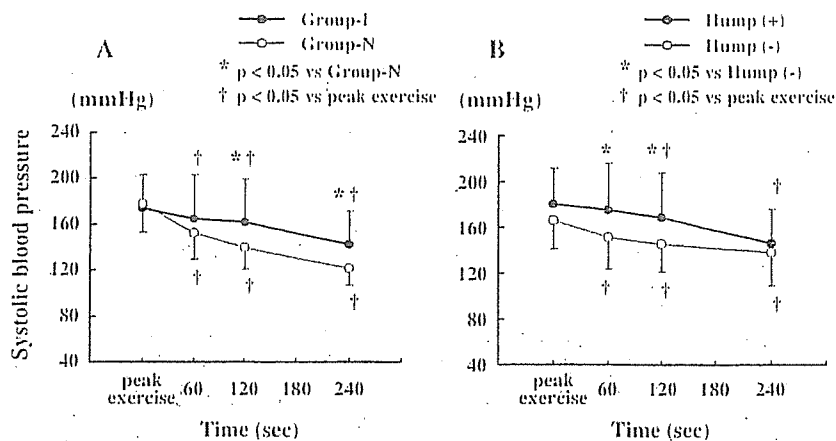 A
Group-I
Group-N
* p < 0.05 vs Group-N
† p < 0.05 vs peak exercise
(mmHg)
Systolic blood pressure
240
200
160
120
80
40
† *† *†
† † †
peak exercise 60 120 180 240
Time (sec)
B
Hump (+)
Hump (-)
* p < 0.05 vs Hump (-)
† p < 0.05 vs peak exercise
(mmHg)
240
200
160
120
80
40
* *† †
† † †
peak exercise 60 120 180 240
Time (sec)